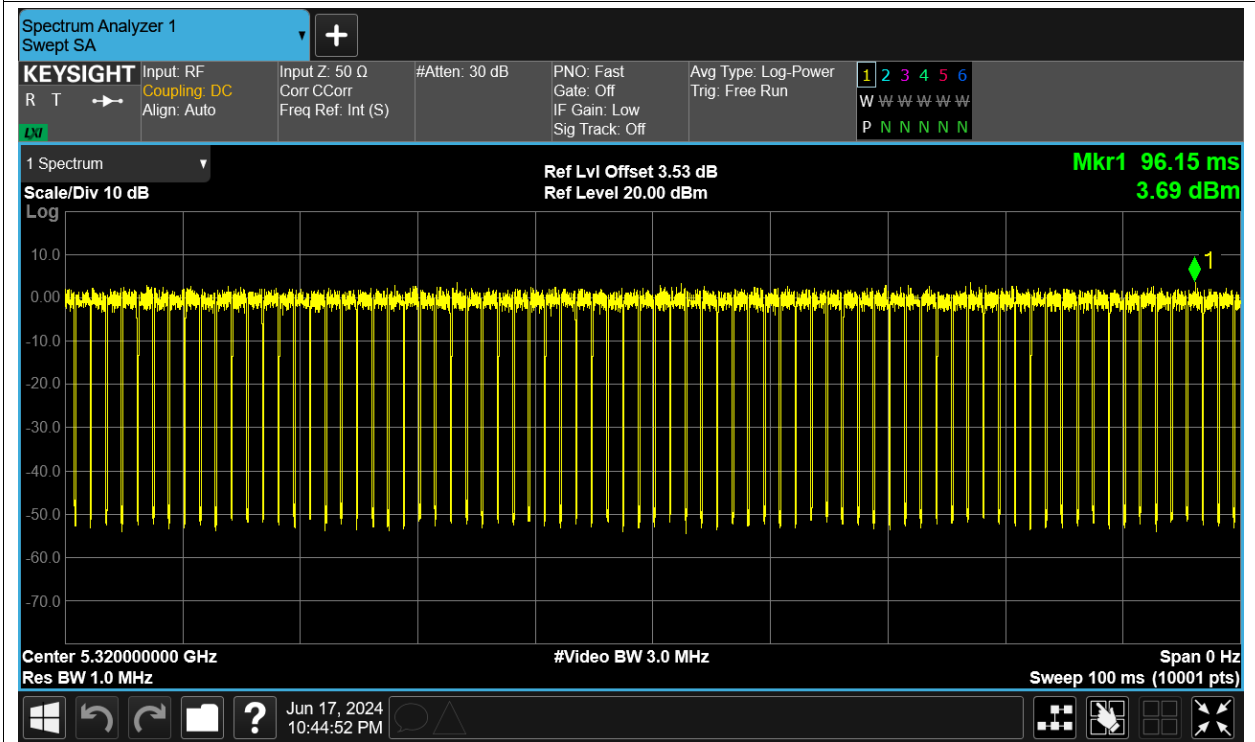 Spectrum Analyzer 1
Swept SA
KEYSIGHT
R T
LXI
Input: RF
Coupling: DC
Align: Auto
Input Z: 50 Ω
Corr CCorr
Freq Ref: Int (S)
#Atten: 30 dB
PNO: Fast
Gate: Off
IF Gain: Low
Sig Track: Off
Avg Type: Log-Power
Trig: Free Run
1 2 3 4 5 6
W W W W W W
P N N N N N
1 Spectrum
Scale/Div 10 dB
Log
Ref Lvl Offset 3.53 dB
Ref Level 20.00 dBm
Mkr1 96.15 ms
3.69 dBm
1
10.0
0.00
-10.0
-20.0
-30.0
-40.0
-50.0
-60.0
-70.0
Center 5.320000000 GHz
Res BW 1.0 MHz
#Video BW 3.0 MHz
Span 0 Hz
Sweep 100 ms (10001 pts)
?
Jun 17, 2024
10:44:52 PM